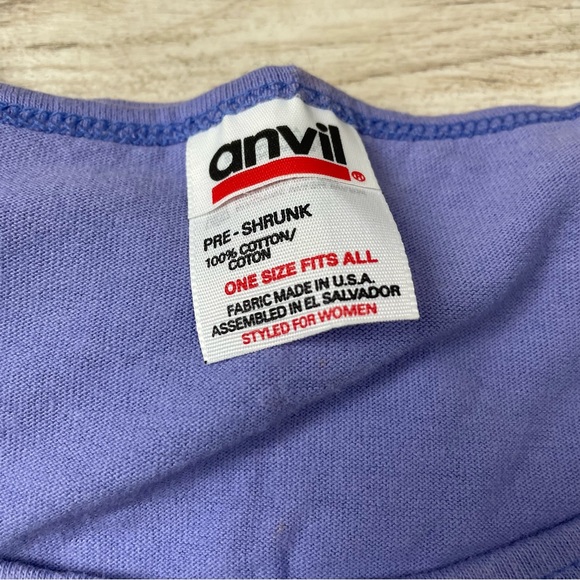 anvil
®
PRE-SHRUNK
100% COTTON/
COTON
ONE SIZE FITS ALL
FABRIC MADE IN U.S.A.
ASSEMBLED IN EL SALVADOR
STYLED FOR WOMEN